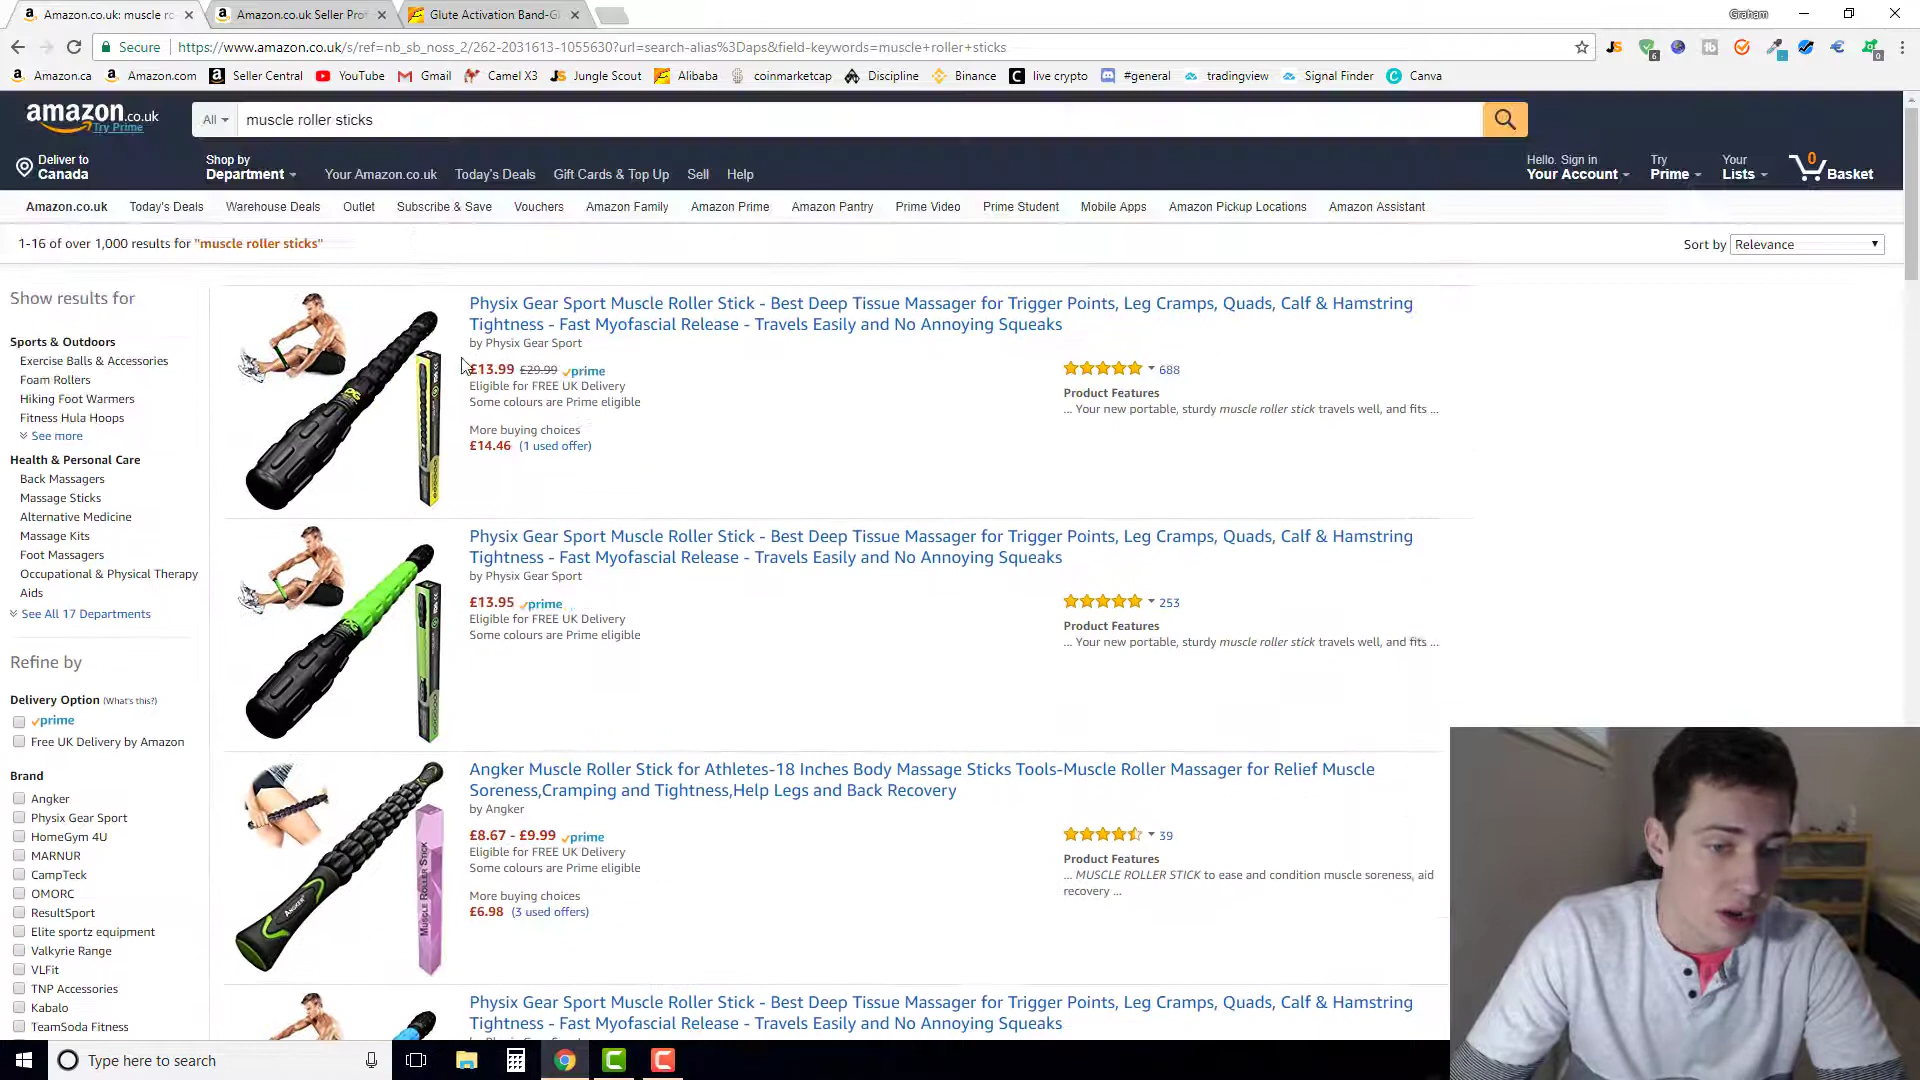 Amazon.co.uk: muscle ro
Amazon.co.uk Seller Prof
Glute Activation Band-Gl
Graham
Secure
https://www.amazon.co.uk/s/ref=nb_sb_noss_2/262-2031613-1055630?url=search-alias%3Daps&field-keywords=muscle+roller+sticks
Amazon.ca
Amazon.com
Seller Central
YouTube
Gmail
Camel X3
Jungle Scout
Alibaba
coinmarketcap
Discipline
Binance
live crypto
#general
tradingview
Signal Finder
Canva
amazon.co.uk
Try Prime
All
muscle roller sticks
Deliver to
Canada
Shop by
Department
Your Amazon.co.uk
Today's Deals
Gift Cards & Top Up
Sell
Help
Hello. Sign in
Your Account
Try
Prime
Your
Lists
0
Basket
Amazon.co.uk
Today's Deals
Warehouse Deals
Outlet
Subscribe & Save
Vouchers
Amazon Family
Amazon Prime
Amazon Pantry
Prime Video
Prime Student
Mobile Apps
Amazon Pickup Locations
Amazon Assistant
1-16 of over 1,000 results for "muscle roller sticks"
Sort by
Relevance
Show results for
Sports & Outdoors
Exercise Balls & Accessories
Foam Rollers
Hiking Foot Warmers
Fitness Hula Hoops
See more
Health & Personal Care
Back Massagers
Massage Sticks
Alternative Medicine
Massage Kits
Foot Massagers
Occupational & Physical Therapy
Aids
See All 17 Departments
Refine by
Delivery Option (What's this?)
prime
Free UK Delivery by Amazon
Brand
Angker
Physix Gear Sport
HomeGym 4U
MARNUR
CampTeck
OMORC
ResultSport
Elite sportz equipment
Valkyrie Range
VLFit
TNP Accessories
Kabalo
TeamSoda Fitness
Physix Gear Sport Muscle Roller Stick - Best Deep Tissue Massager for Trigger Points, Leg Cramps, Quads, Calf & Hamstring
Tightness - Fast Myofascial Release - Travels Easily and No Annoying Squeaks
by Physix Gear Sport
£13.99 £29.99 prime
Eligible for FREE UK Delivery
Some colours are Prime eligible
More buying choices
£14.46 (1 used offer)
688
Product Features
... Your new portable, sturdy muscle roller stick travels well, and fits ...
Physix Gear Sport Muscle Roller Stick - Best Deep Tissue Massager for Trigger Points, Leg Cramps, Quads, Calf & Hamstring
Tightness - Fast Myofascial Release - Travels Easily and No Annoying Squeaks
by Physix Gear Sport
£13.95 prime
Eligible for FREE UK Delivery
Some colours are Prime eligible
253
Product Features
... Your new portable, sturdy muscle roller stick travels well, and fits ...
Angker Muscle Roller Stick for Athletes-18 Inches Body Massage Sticks Tools-Muscle Roller Massager for Relief Muscle
Soreness,Cramping and Tightness,Help Legs and Back Recovery
by Angker
£8.67 - £9.99 prime
Eligible for FREE UK Delivery
Some colours are Prime eligible
More buying choices
£6.98 (3 used offers)
39
Product Features
... MUSCLE ROLLER STICK to ease and condition muscle soreness, aid
recovery ...
ANGKER
MUSCLE ROLLER STICK
Physix Gear Sport Muscle Roller Stick - Best Deep Tissue Massager for Trigger Points, Leg Cramps, Quads, Calf & Hamstring
Tightness - Fast Myofascial Release - Travels Easily and No Annoying Squeaks
Type here to search